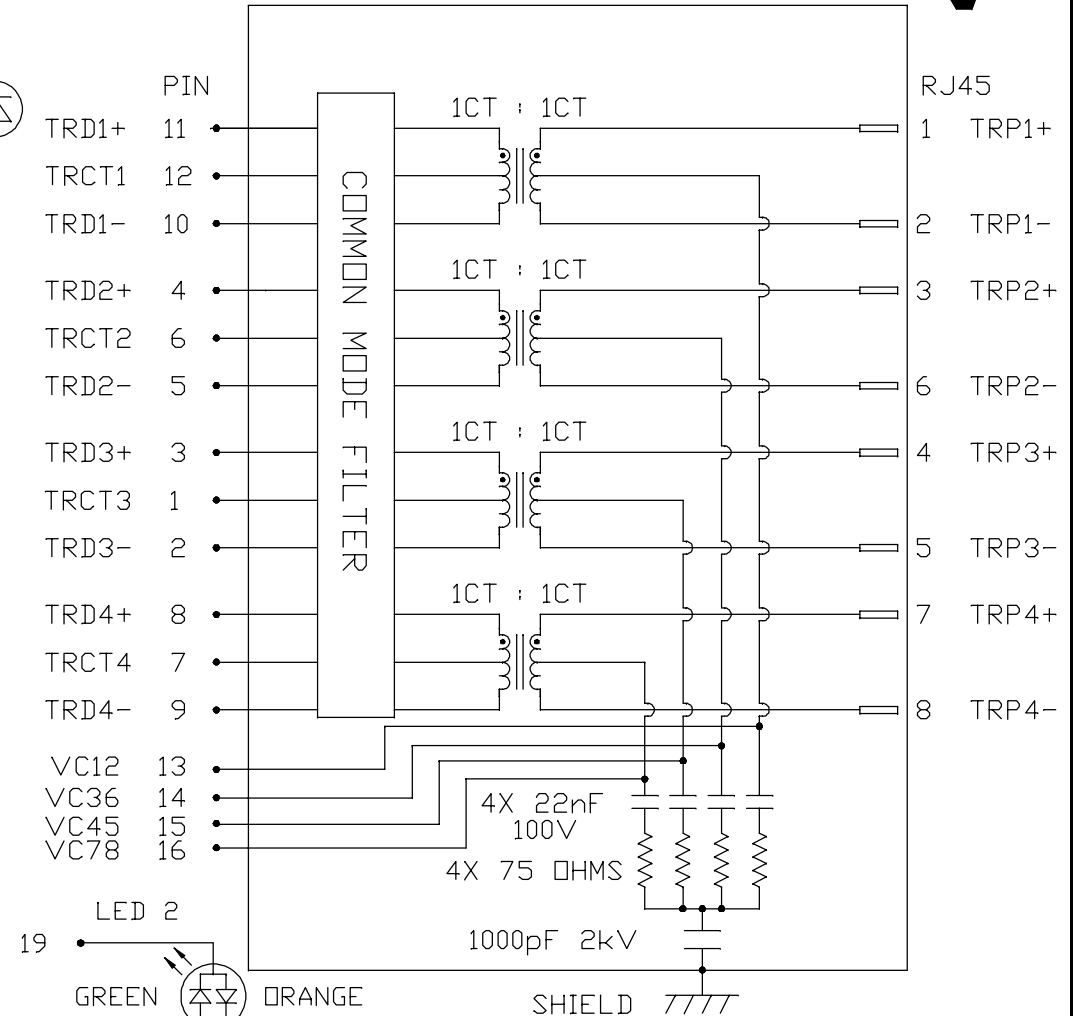 PIN RJ45
1CT : 1CT
TRD1+ 11 1 TRP1+
TRCT1 12
TRD1- 10 2 TRP1-
1CT : 1CT
TRD2+ 4 3 TRP2+
TRCT2 6
TRD2- 5 6 TRP2-
1CT : 1CT
TRD3+ 3 4 TRP3+
TRCT3 1
TRD3- 2 5 TRP3-
1CT : 1CT
TRD4+ 8 7 TRP4+
TRCT4 7
TRD4- 9 8 TRP4-
COMMON MODE FILTER
VC12 13
VC36 14
VC45 15
VC78 16
4X 22nF
100V
4X 75 OHMS
LED 2
19
1000pF 2kV
GREEN ORANGE
SHIELD